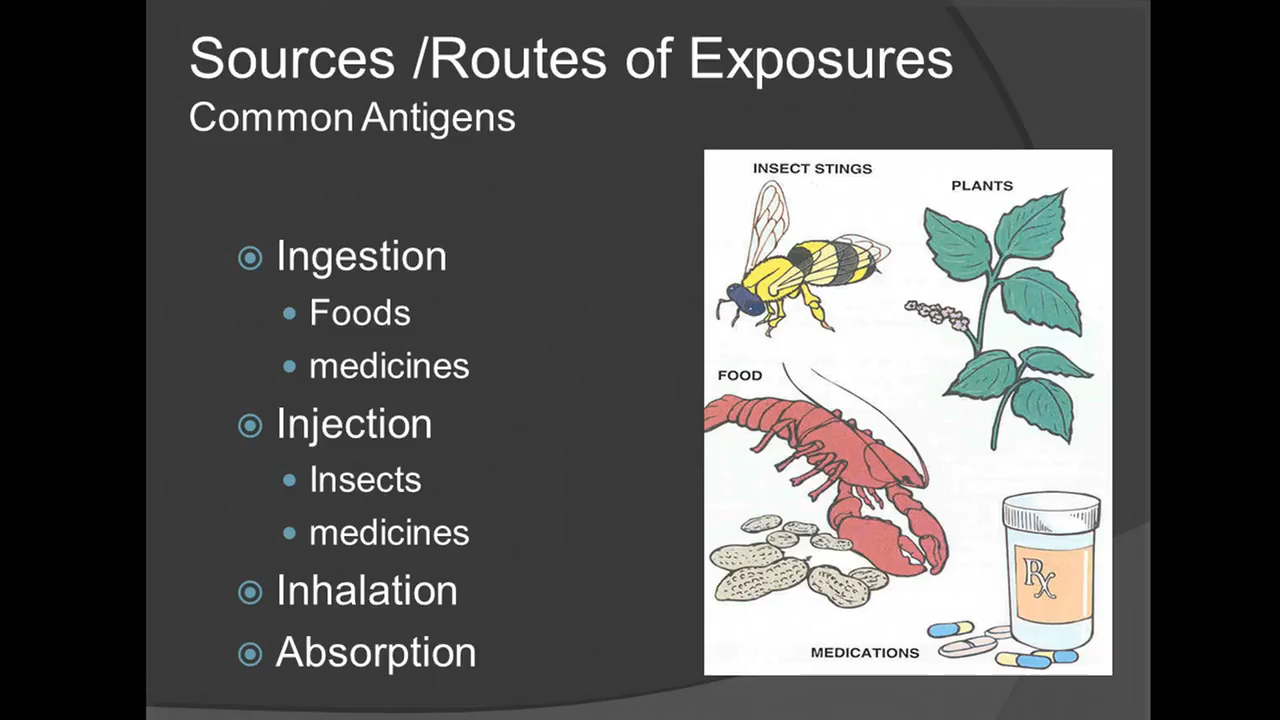 Sources /Routes of Exposures
Common Antigens
Ingestion
Foods
medicines
Injection
Insects
medicines
Inhalation
Absorption
INSECT STINGS
PLANTS
FOOD
Rx
MEDICATIONS